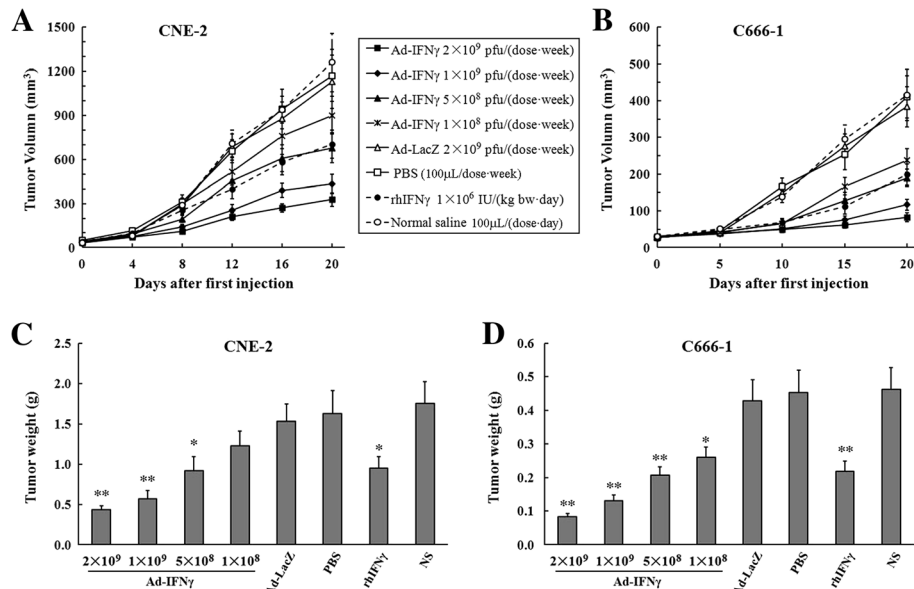 A
CNE-2
Tumor Volumn (mm³)
1500
1200
900
600
300
0
0 4 8 12 16 20
Days after first injection
Ad-IFNγ 2×10⁹ pfu/(dose·week)
Ad-IFNγ 1×10⁹ pfu/(dose·week)
Ad-IFNγ 5×10⁸ pfu/(dose·week)
Ad-IFNγ 1×10⁸ pfu/(dose·week)
Ad-LacZ 2×10⁹ pfu/(dose·week)
PBS (100μL/dose·week)
rhIFNγ 1×10⁶ IU/(kg bw·day)
Normal saline 100μL/(dose·day)
B
C666-1
Tumor Volumn (mm³)
600
500
400
300
200
100
0
0 5 10 15 20
Days after first injection
C
CNE-2
Tumor weight (g)
2.5
2.0
1.5
1.0
0.5
0.0
** ** * *
2×10⁹ 1×10⁹ 5×10⁸ 1×10⁸ Ad-LacZ PBS rhIFNγ NS
Ad-IFNγ
D
C666-1
Tumor weight (g)
0.6
0.5
0.4
0.3
0.2
0.1
0.0
** ** ** * **
2×10⁹ 1×10⁹ 5×10⁸ 1×10⁸ Ad-LacZ PBS rhIFNγ NS
Ad-IFNγ